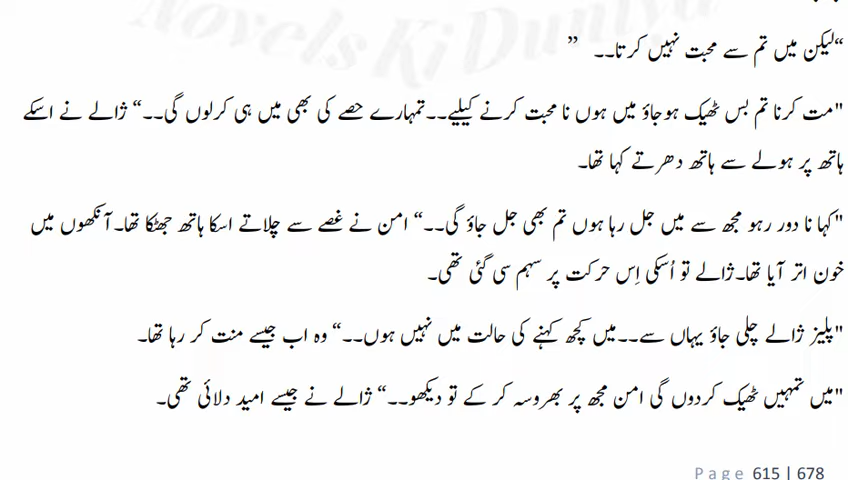 Novels Ki Duniya
“لیکن میں تم سے محبت نہیں کرتا۔۔ ”
"مت کرنا تم بس ٹھیک ہو جاؤ میں ہوں نا محبت کرنے کیلیے۔۔تمہارے حصے کی بھی میں ہی کرلوں گی۔۔“ ژالے نے اسکے
ہاتھ پر ہولے سے ہاتھ دھرتے کہا تھا۔
"کہا نا دور رہو مجھ سے میں جل رہا ہوں تم بھی جل جاؤ گی۔۔“ امن نے غصے سے چلاتے اسکا ہاتھ جھٹکا تھا۔آنکھوں میں
خون اتر آیا تھا۔ژالے تو اُسکی اِس حرکت پر سہم سی گئی تھی۔
"پلیز ژالے چلی جاؤ یہاں سے۔۔میں کچھ کہنے کی حالت میں نہیں ہوں۔۔“ وہ اب جیسے منت کر رہا تھا۔
"میں تمہیں ٹھیک کردوں گی امن مجھ پر بھروسہ کر کے تو دیکھو۔۔“ ژالے نے جیسے امید دلائی تھی۔
Page 615 | 678